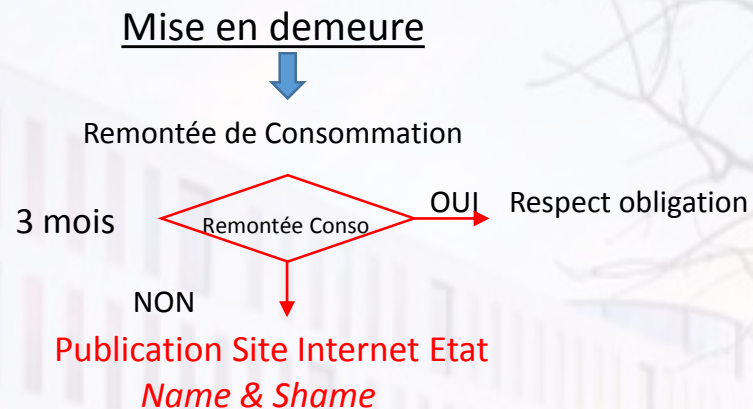 Mise en demeure
Remontée de Consommation
3 mois
Remontée Conso
OUI
Respect obligation
NON
Publication Site Internet Etat
Name & Shame